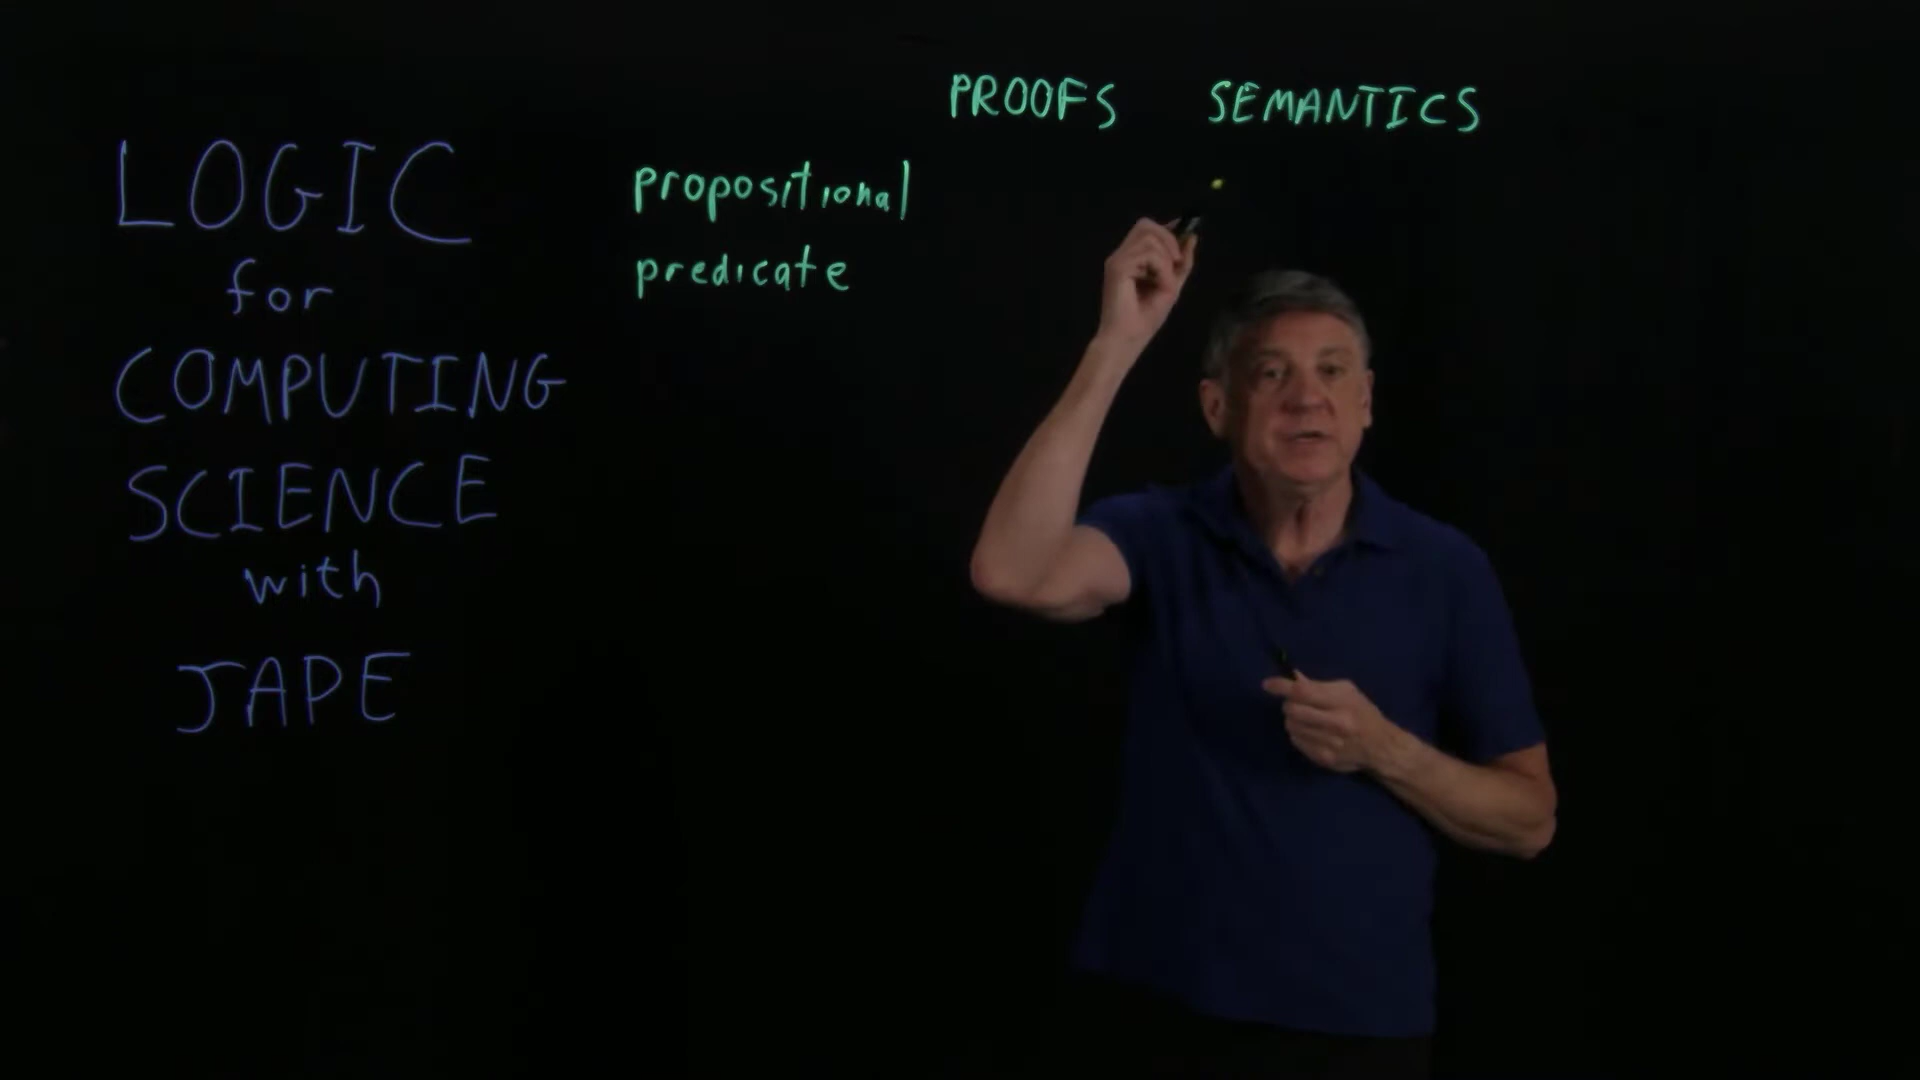 LOGIC
for
COMPUTING
SCIENCE
with
JAPE
PROOFS SEMANTICS
propositional
predicate